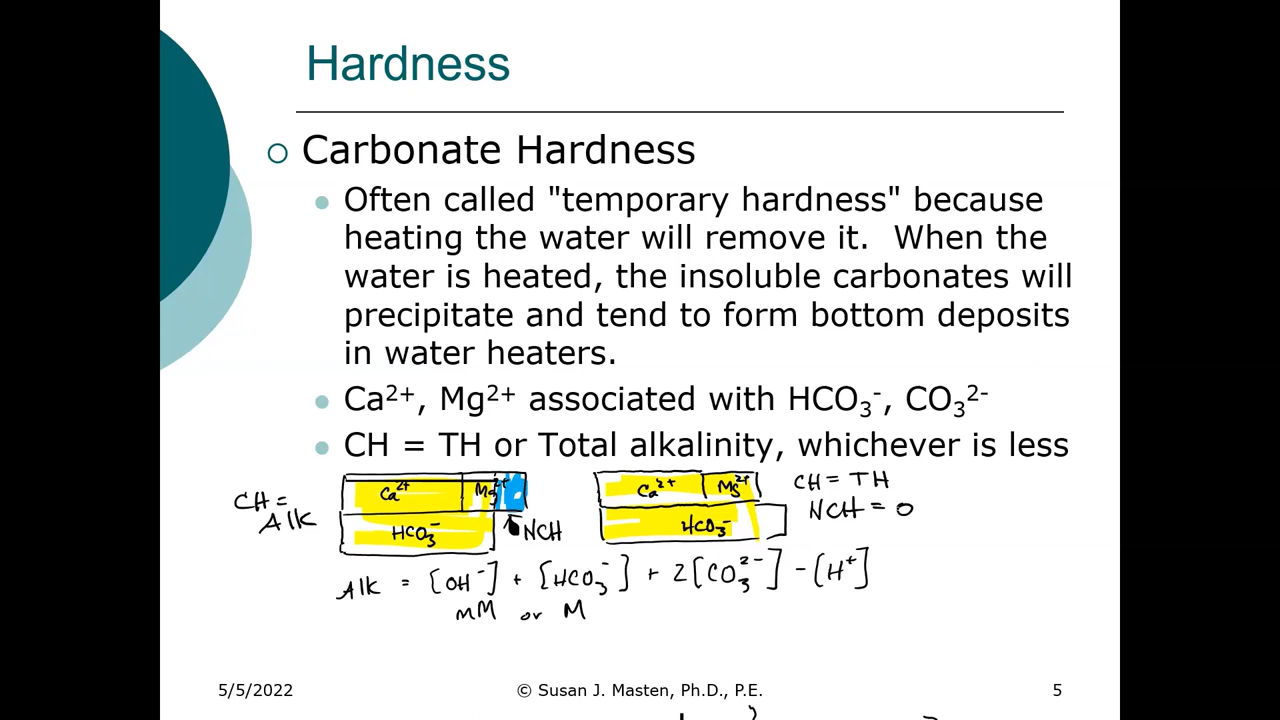 Hardness
Carbonate Hardness
Often called "temporary hardness" because
heating the water will remove it. When the
water is heated, the insoluble carbonates will
precipitate and tend to form bottom deposits
in water heaters.
Ca²⁺, Mg²⁺ associated with HCO₃⁻, CO₃²⁻
CH = TH or Total alkalinity, whichever is less
CH =
Alk
Ca²⁺ Mg²⁺
HCO₃⁻
NCH
Ca²⁺ Mg²⁺
HCO₃⁻
CH = TH
NCH = 0
Alk = [OH⁻] + [HCO₃⁻] + 2[CO₃²⁻] - [H⁺]
mM or M
5/5/2022 © Susan J. Masten, Ph.D., P.E. 5